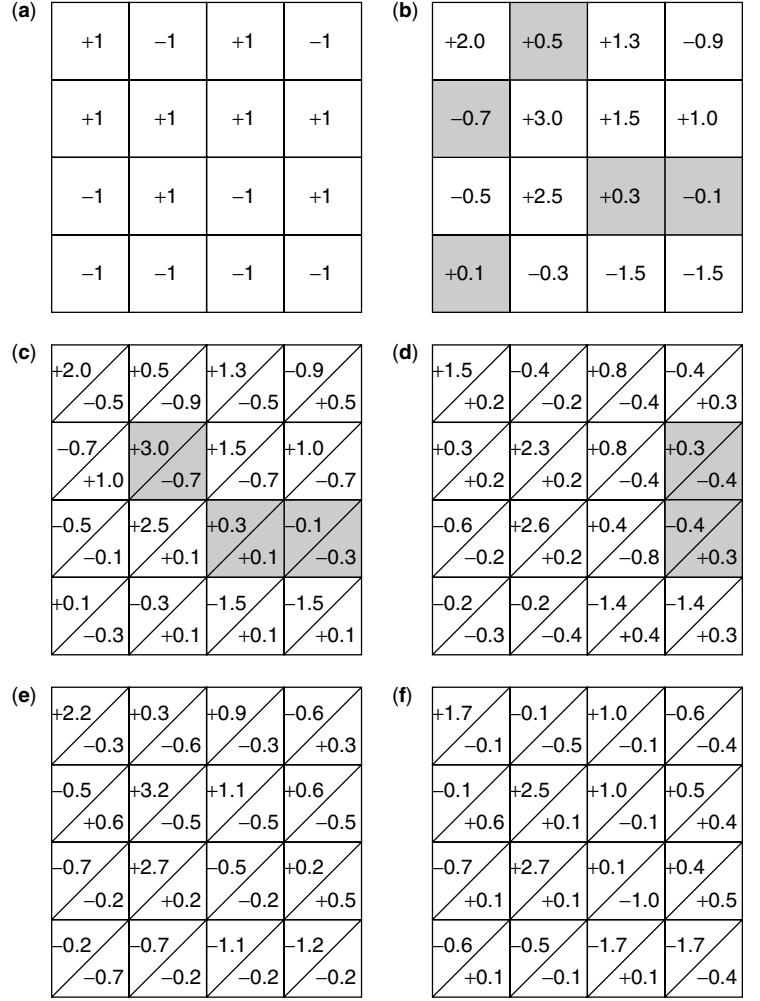 (a)
+1 −1 +1 −1
+1 +1 +1 +1
−1 +1 −1 +1
−1 −1 −1 −1
(b)
+2.0 +0.5 +1.3 −0.9
−0.7 +3.0 +1.5 +1.0
−0.5 +2.5 +0.3 −0.1
+0.1 −0.3 −1.5 −1.5
(c)
+2.0 +0.5 +1.3 −0.9
−0.5 −0.9 −0.5 +0.5
−0.7 +3.0 +1.5 +1.0
+1.0 −0.7 −0.7 −0.7
−0.5 +2.5 +0.3 −0.1
−0.1 +0.1 +0.1 −0.3
+0.1 −0.3 −1.5 −1.5
−0.3 +0.1 +0.1 +0.1
(d)
+1.5 −0.4 +0.8 −0.4
+0.2 −0.2 −0.4 +0.3
+0.3 +2.3 +0.8 +0.3
+0.2 +0.2 −0.4 −0.4
−0.6 +2.6 +0.4 −0.4
−0.2 +0.2 −0.8 +0.3
−0.2 −0.2 −1.4 −1.4
−0.3 −0.4 +0.4 +0.3
(e)
+2.2 +0.3 +0.9 −0.6
−0.3 −0.6 −0.3 +0.3
−0.5 +3.2 +1.1 +0.6
+0.6 −0.5 −0.5 −0.5
−0.7 +2.7 −0.5 +0.2
−0.2 +0.2 −0.2 +0.5
−0.2 −0.7 −1.1 −1.2
−0.7 −0.2 −0.2 −0.2
(f)
+1.7 −0.1 +1.0 −0.6
−0.1 −0.5 −0.1 −0.4
−0.1 +2.5 +1.0 +0.5
+0.6 +0.1 −0.1 +0.4
−0.7 +2.7 +0.1 +0.4
+0.1 +0.1 −1.0 +0.5
−0.6 −0.5 −1.7 −1.7
+0.1 −0.1 +0.1 −0.4